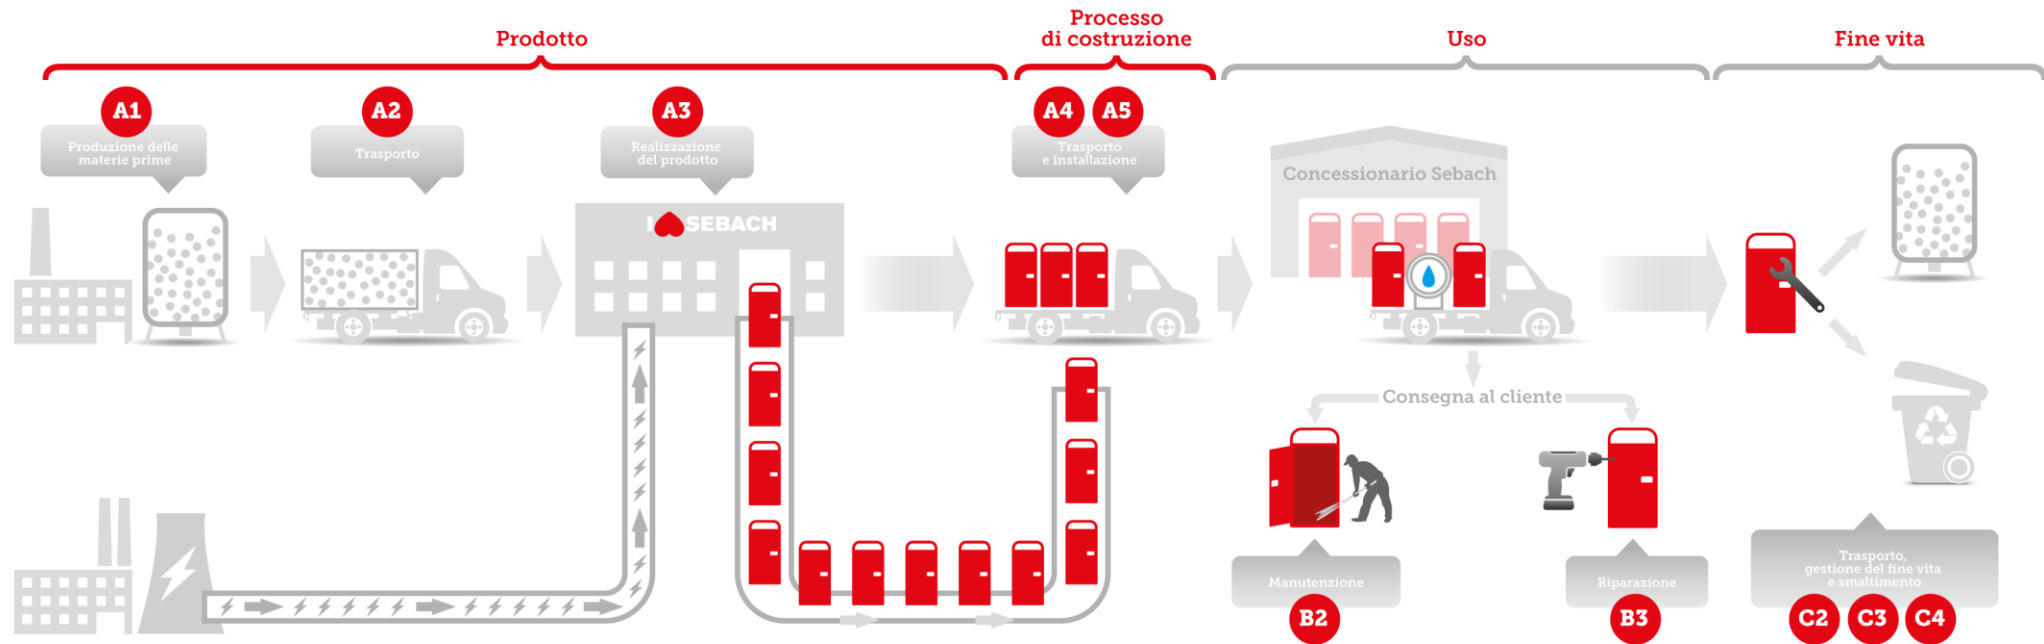 Prodotto
Processo
di costruzione
Uso
Fine vita
A1
Produzione delle
materie prime
A2
Trasporto
A3
Realizzazione
del prodotto
A4
A5
Trasporto
e installazione
I SEBACH
Concessionario Sebach
Consegna al cliente
Manutenzione
B2
Riparazione
B3
Trasporto,
gestione del fine vita
e smaltimento
C2
C3
C4